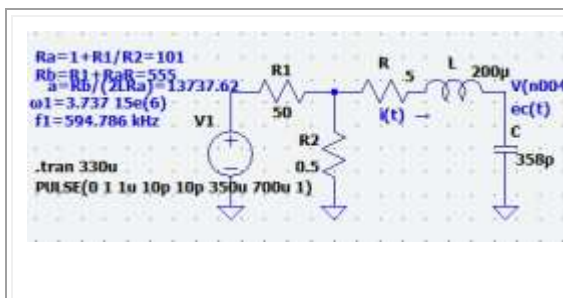 Ra=1+R1/R2=101
Rb=R1+RaR=555
a=Rb/(2LRa)=13737.62
ω1=3.737 15e(6)
f1=594.786 kHz
V1
R1
50
R2
0.5
R
5
i(t) →
L
200µ
V(n004
ec(t)
C
358p
.tran 330u
PULSE(0 1 1u 10p 10p 350u 700u 1)